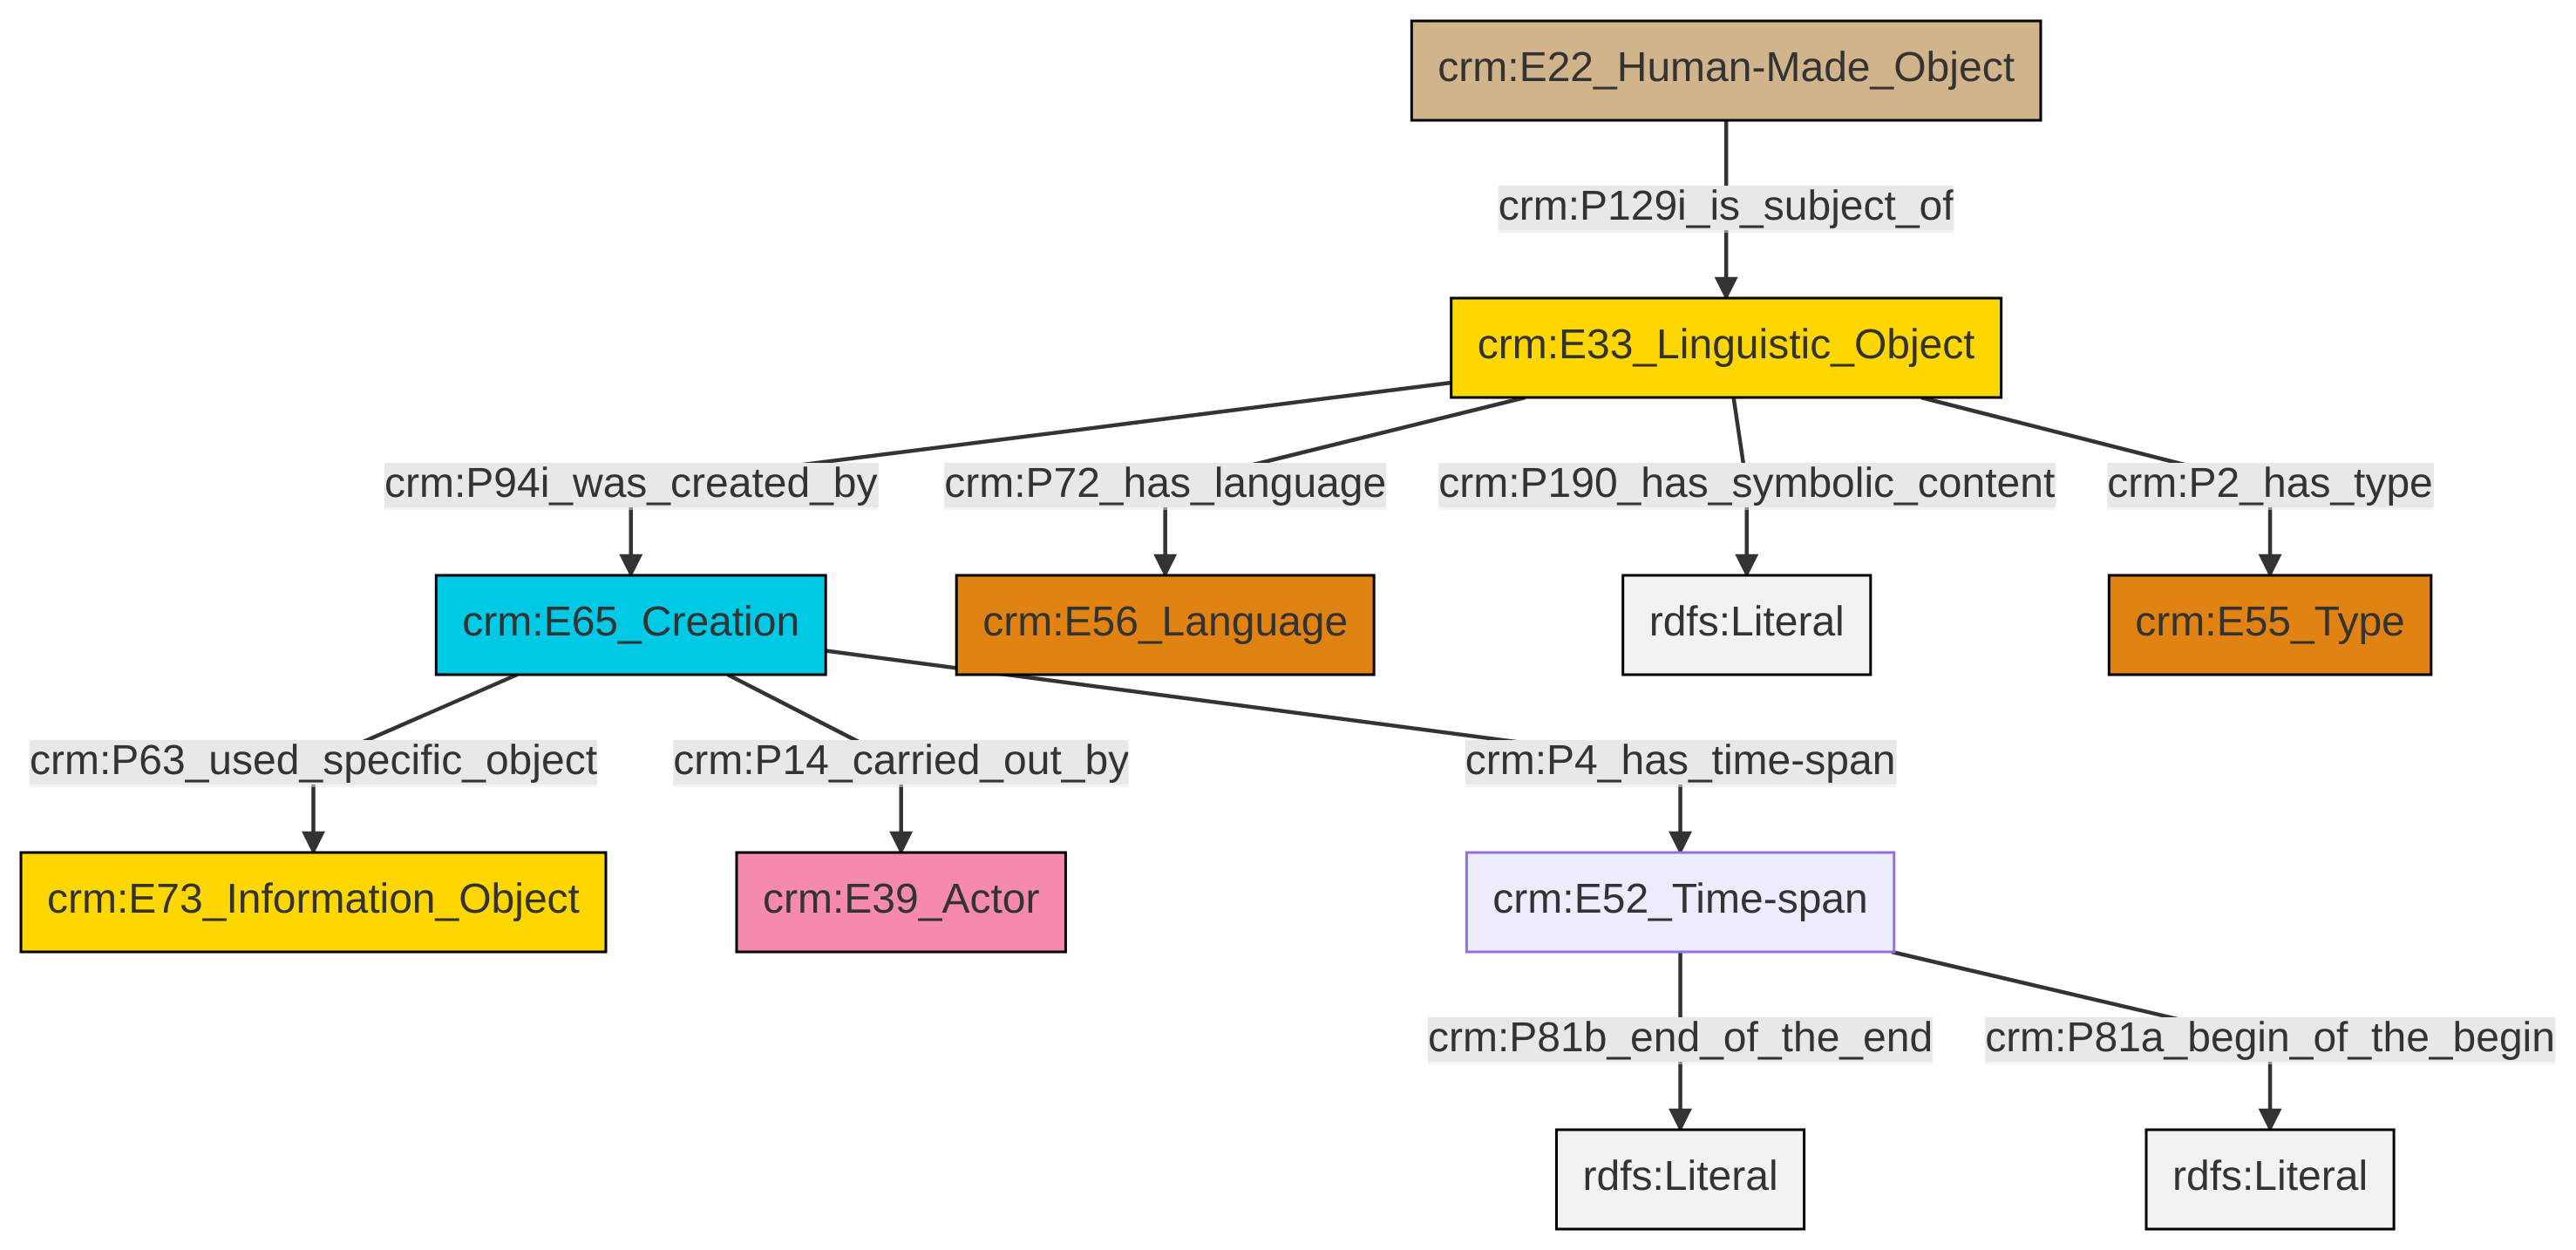 crm:E22_Human-Made_Object
crm:P129i_is_subject_of
crm:E33_Linguistic_Object
crm:P94i_was_created_by
crm:P72_has_language
crm:P190_has_symbolic_content
crm:P2_has_type
crm:E65_Creation
crm:E56_Language
rdfs:Literal
crm:E55_Type
crm:P63_used_specific_object
crm:P14_carried_out_by
crm:P4_has_time-span
crm:E73_Information_Object
crm:E39_Actor
crm:E52_Time-span
crm:P81b_end_of_the_end
crm:P81a_begin_of_the_begin
rdfs:Literal
rdfs:Literal